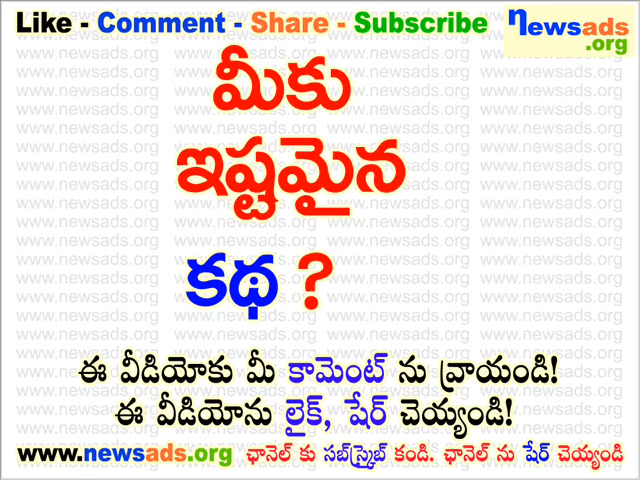 Like - Comment - Share - Subscribe
newsads
.org
మీకు
ఇష్టమైన
కథ ?
ఈ వీడియోకు మీ కామెంట్ ను వ్రాయండి!
ఈ వీడియోను లైక్, షేర్ చెయ్యండి!
www.newsads.org ఛానెల్ కు సబ్‌స్క్రైబ్ కండి. ఛానెల్ ను షేర్ చెయ్యండి